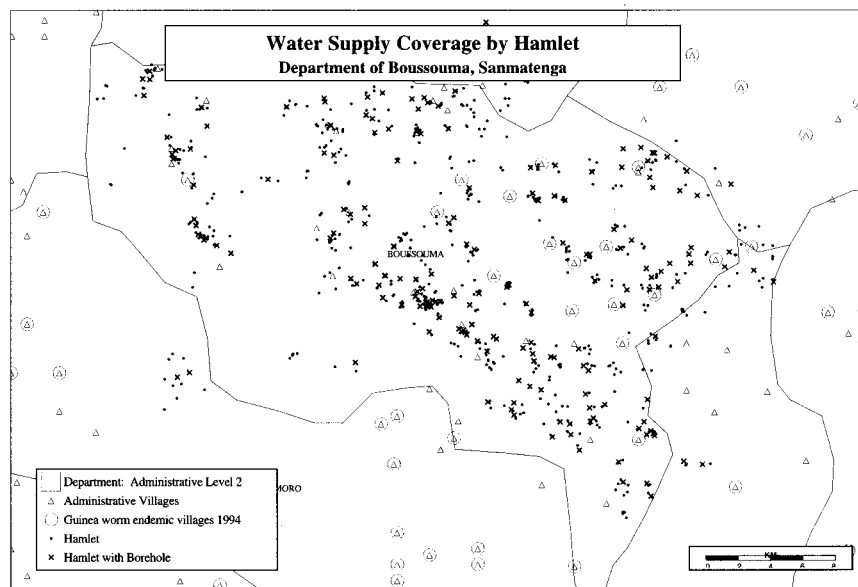 Water Supply Coverage by Hamlet
Department of Boussouma, Sanmatenga
BOUSSOUMA
MORO
Department: Administrative Level 2
Administrative Villages
Guinea worm endemic villages 1994
Hamlet
Hamlet with Borehole
KM
0 2 4 6 8